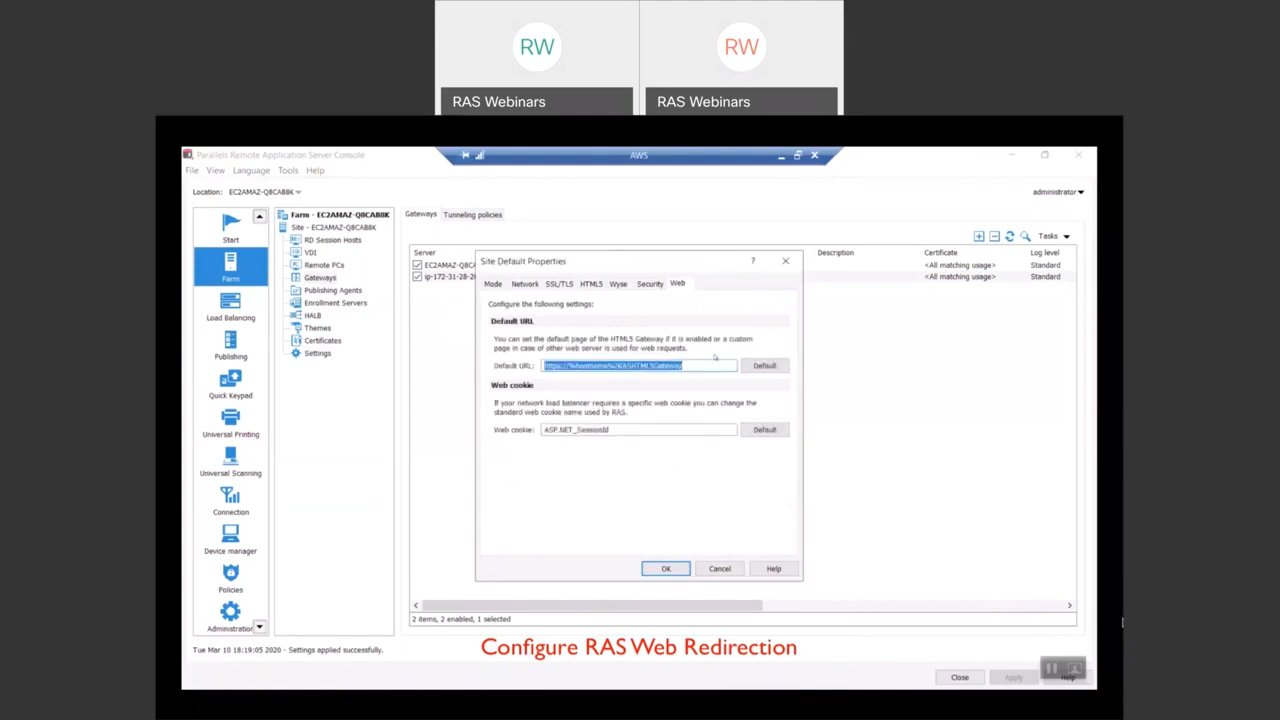 RW
RW
RAS Webinars
RAS Webinars
Parallels Remote Application Server Console
AWS
File View Language Tools Help
Location: EC2AMAZ-Q8CAB8K
administrator
Start
Farm
Load Balancing
Publishing
Quick Keypad
Universal Printing
Universal Scanning
Connection
Device manager
Policies
Administration
Farm - EC2AMAZ-Q8CAB8K
Site - EC2AMAZ-Q8CAB8K
RD Session Hosts
VDI
Remote PCs
Gateways
Publishing Agents
Enrollment Servers
HALB
Themes
Certificates
Settings
Gateways Tunneling policies
Tasks
Server Description Certificate Log level
EC2AMAZ-Q8CA <All matching usage> Standard
ip-172-31-28-2 <All matching usage> Standard
Site Default Properties
?
Mode Network SSL/TLS HTML5 Wyse Security Web
Configure the following settings:
Default URL
You can set the default page of the HTML5 Gateway if it is enabled or a custom
page in case of other web server is used for web requests.
Default URL: Default
Web cookie
If your network load balancer requires a specific web cookie you can change the
standard web cookie name used by RAS.
Web cookie: ASP.NET_SessionId Default
OK Cancel Help
2 items, 2 enabled, 1 selected
Configure RAS Web Redirection
Tue Mar 10 18:19:05 2020 - Settings applied successfully.
Close Apply Help